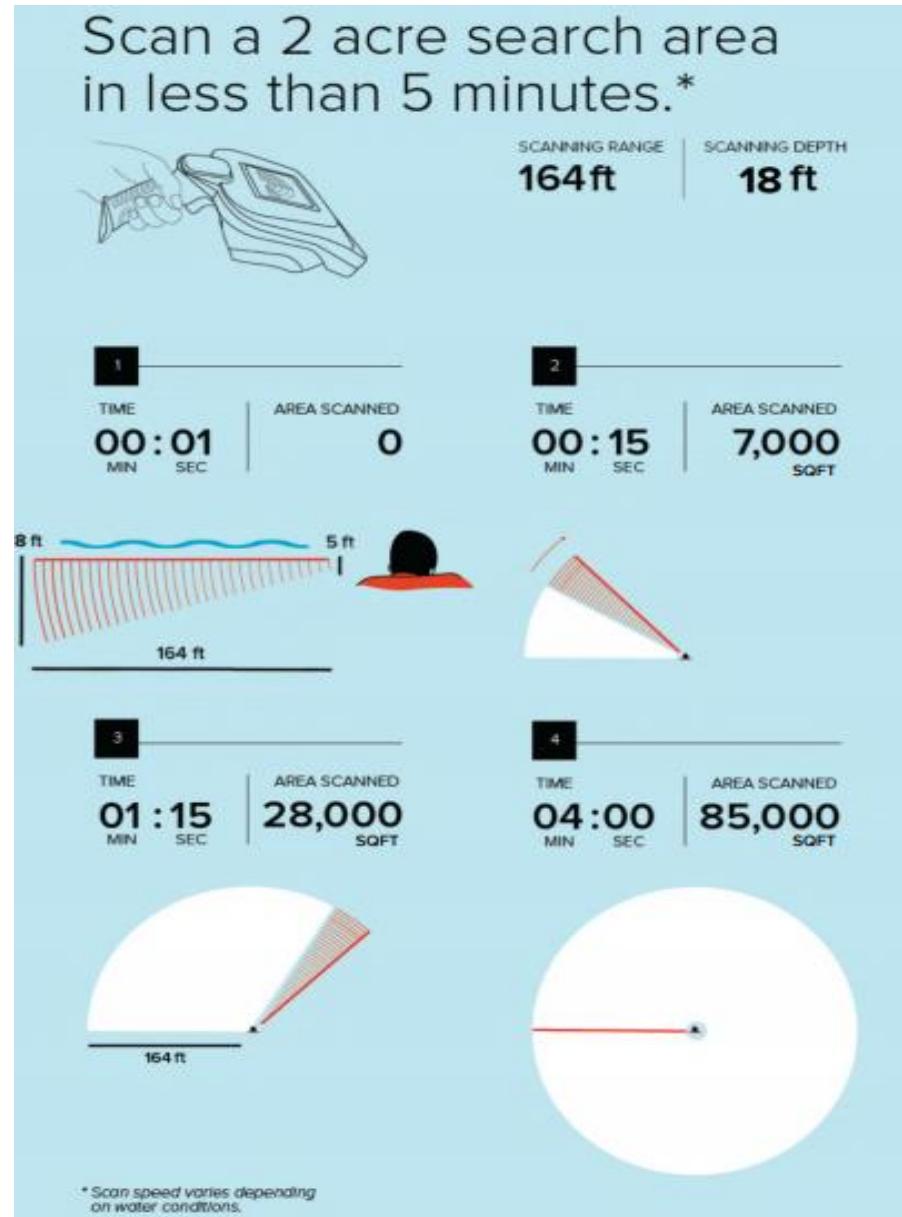 Scan a 2 acre search area
in less than 5 minutes.*
SCANNING RANGE
164 ft
SCANNING DEPTH
18 ft
1
TIME
00 : 01
MIN SEC
AREA SCANNED
0
2
TIME
00 : 15
MIN SEC
AREA SCANNED
7,000
SQFT
8 ft
5 ft
164 ft
3
TIME
01 : 15
MIN SEC
AREA SCANNED
28,000
SQFT
4
TIME
04 : 00
MIN SEC
AREA SCANNED
85,000
SQFT
164 ft
* Scan speed varies depending
on water conditions.